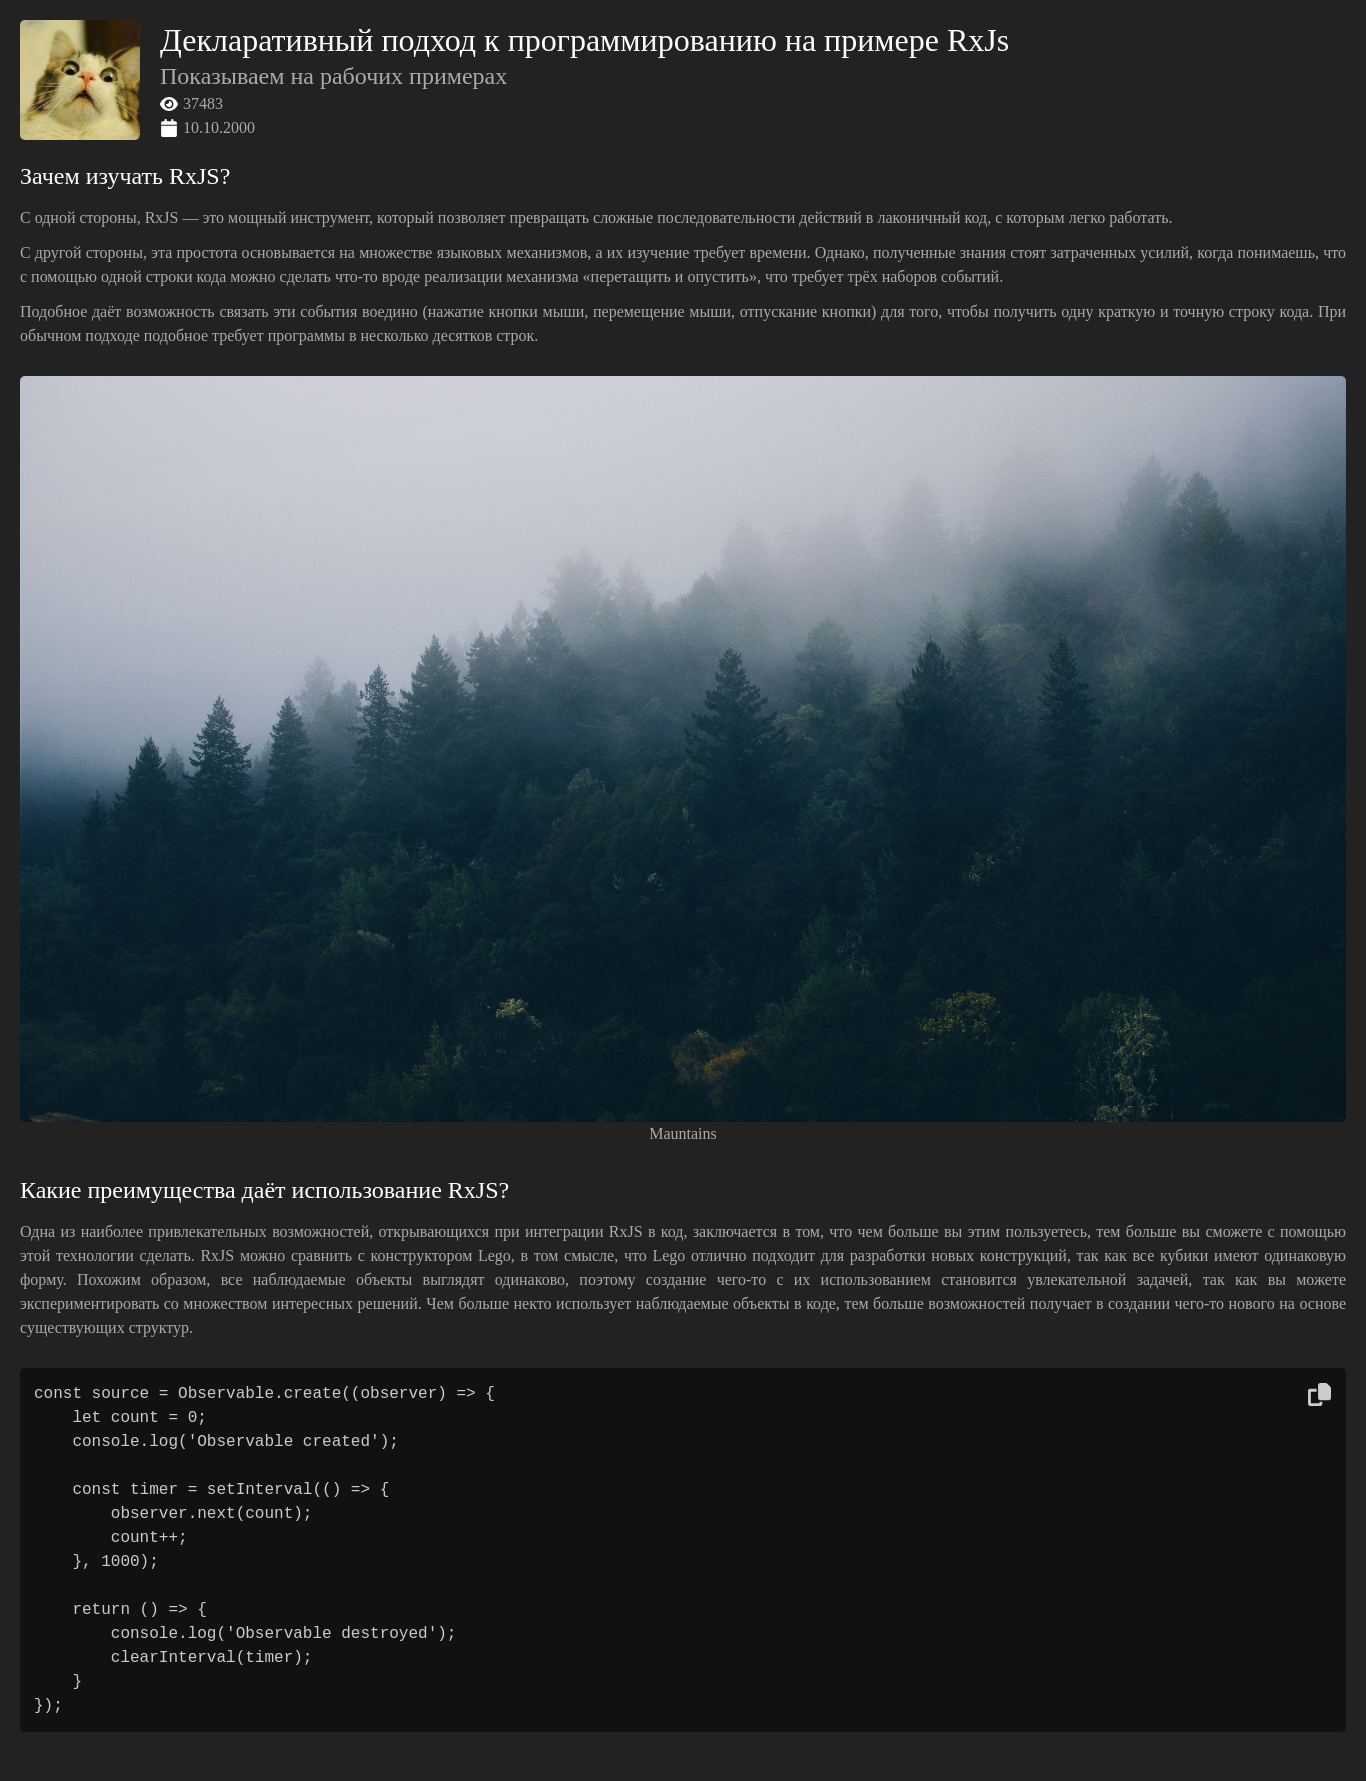 Декларативный подход к программированию на примере RxJs
Показываем на рабочих примерах
37483
10.10.2000
Зачем изучать RxJS?
С одной стороны, RxJS — это мощный инструмент, который позволяет превращать сложные последовательности действий в лаконичный код, с которым легко работать.
С другой стороны, эта простота основывается на множестве языковых механизмов, а их изучение требует времени. Однако, полученные знания стоят затраченных усилий, когда понимаешь, что
с помощью одной строки кода можно сделать что-то вроде реализации механизма «перетащить и опустить», что требует трёх наборов событий.
Подобное даёт возможность связать эти события воедино (нажатие кнопки мыши, перемещение мыши, отпускание кнопки) для того, чтобы получить одну краткую и точную строку кода. При
обычном подходе подобное требует программы в несколько десятков строк.
Mauntains
Какие преимущества даёт использование RxJS?
Одна из наиболее привлекательных возможностей, открывающихся при интеграции RxJS в код, заключается в том, что чем больше вы этим пользуетесь, тем больше вы сможете с помощью
этой технологии сделать. RxJS можно сравнить с конструктором Lego, в том смысле, что Lego отлично подходит для разработки новых конструкций, так как все кубики имеют одинаковую
форму. Похожим образом, все наблюдаемые объекты выглядят одинаково, поэтому создание чего-то с их использованием становится увлекательной задачей, так как вы можете
экспериментировать со множеством интересных решений. Чем больше некто использует наблюдаемые объекты в коде, тем больше возможностей получает в создании чего-то нового на основе
существующих структур.
const source = Observable.create((observer) => {
    let count = 0;
    console.log('Observable created');
    const timer = setInterval(() => {
        observer.next(count);
        count++;
    }, 1000);
    return () => {
        console.log('Observable destroyed');
        clearInterval(timer);
    }
});